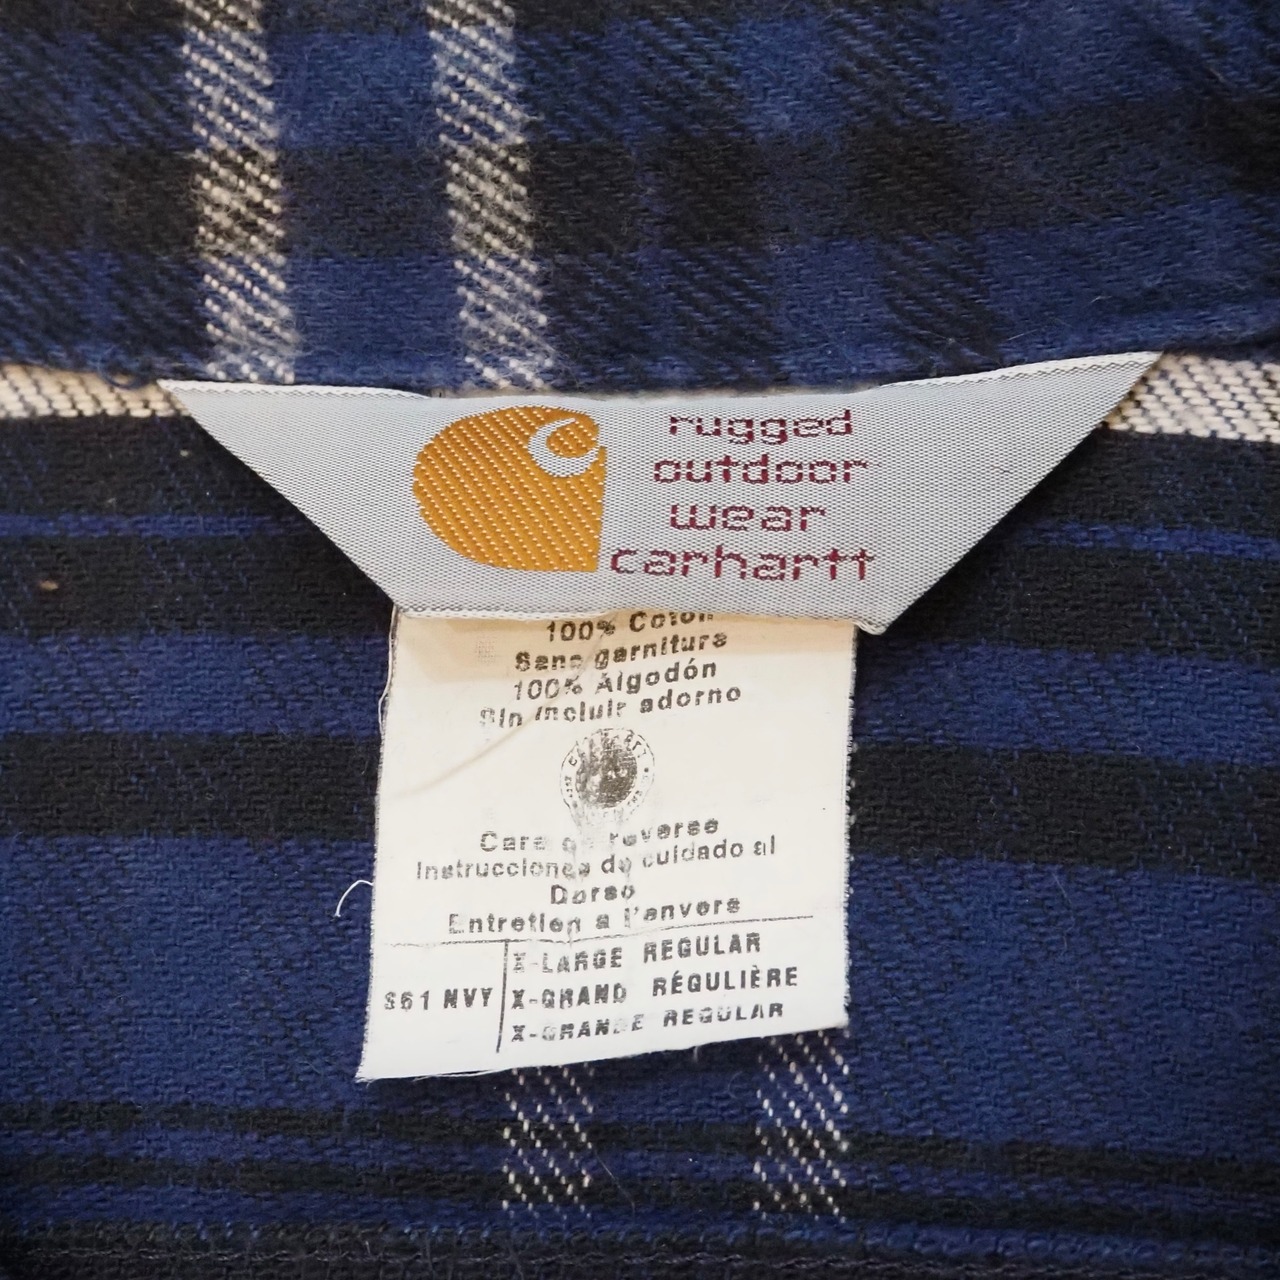 rugged
outdoor
wear
carhartt
100% Coton
Sans garniture
100% Algodón
Sin incluir adorno
Care on reverse
Instrucciones de cuidado al
Dorso
Entretien a l'envers
S61 NVY
X-LARGE REGULAR
X-GRAND RÉGULIÈRE
X-GRANDE REGULAR